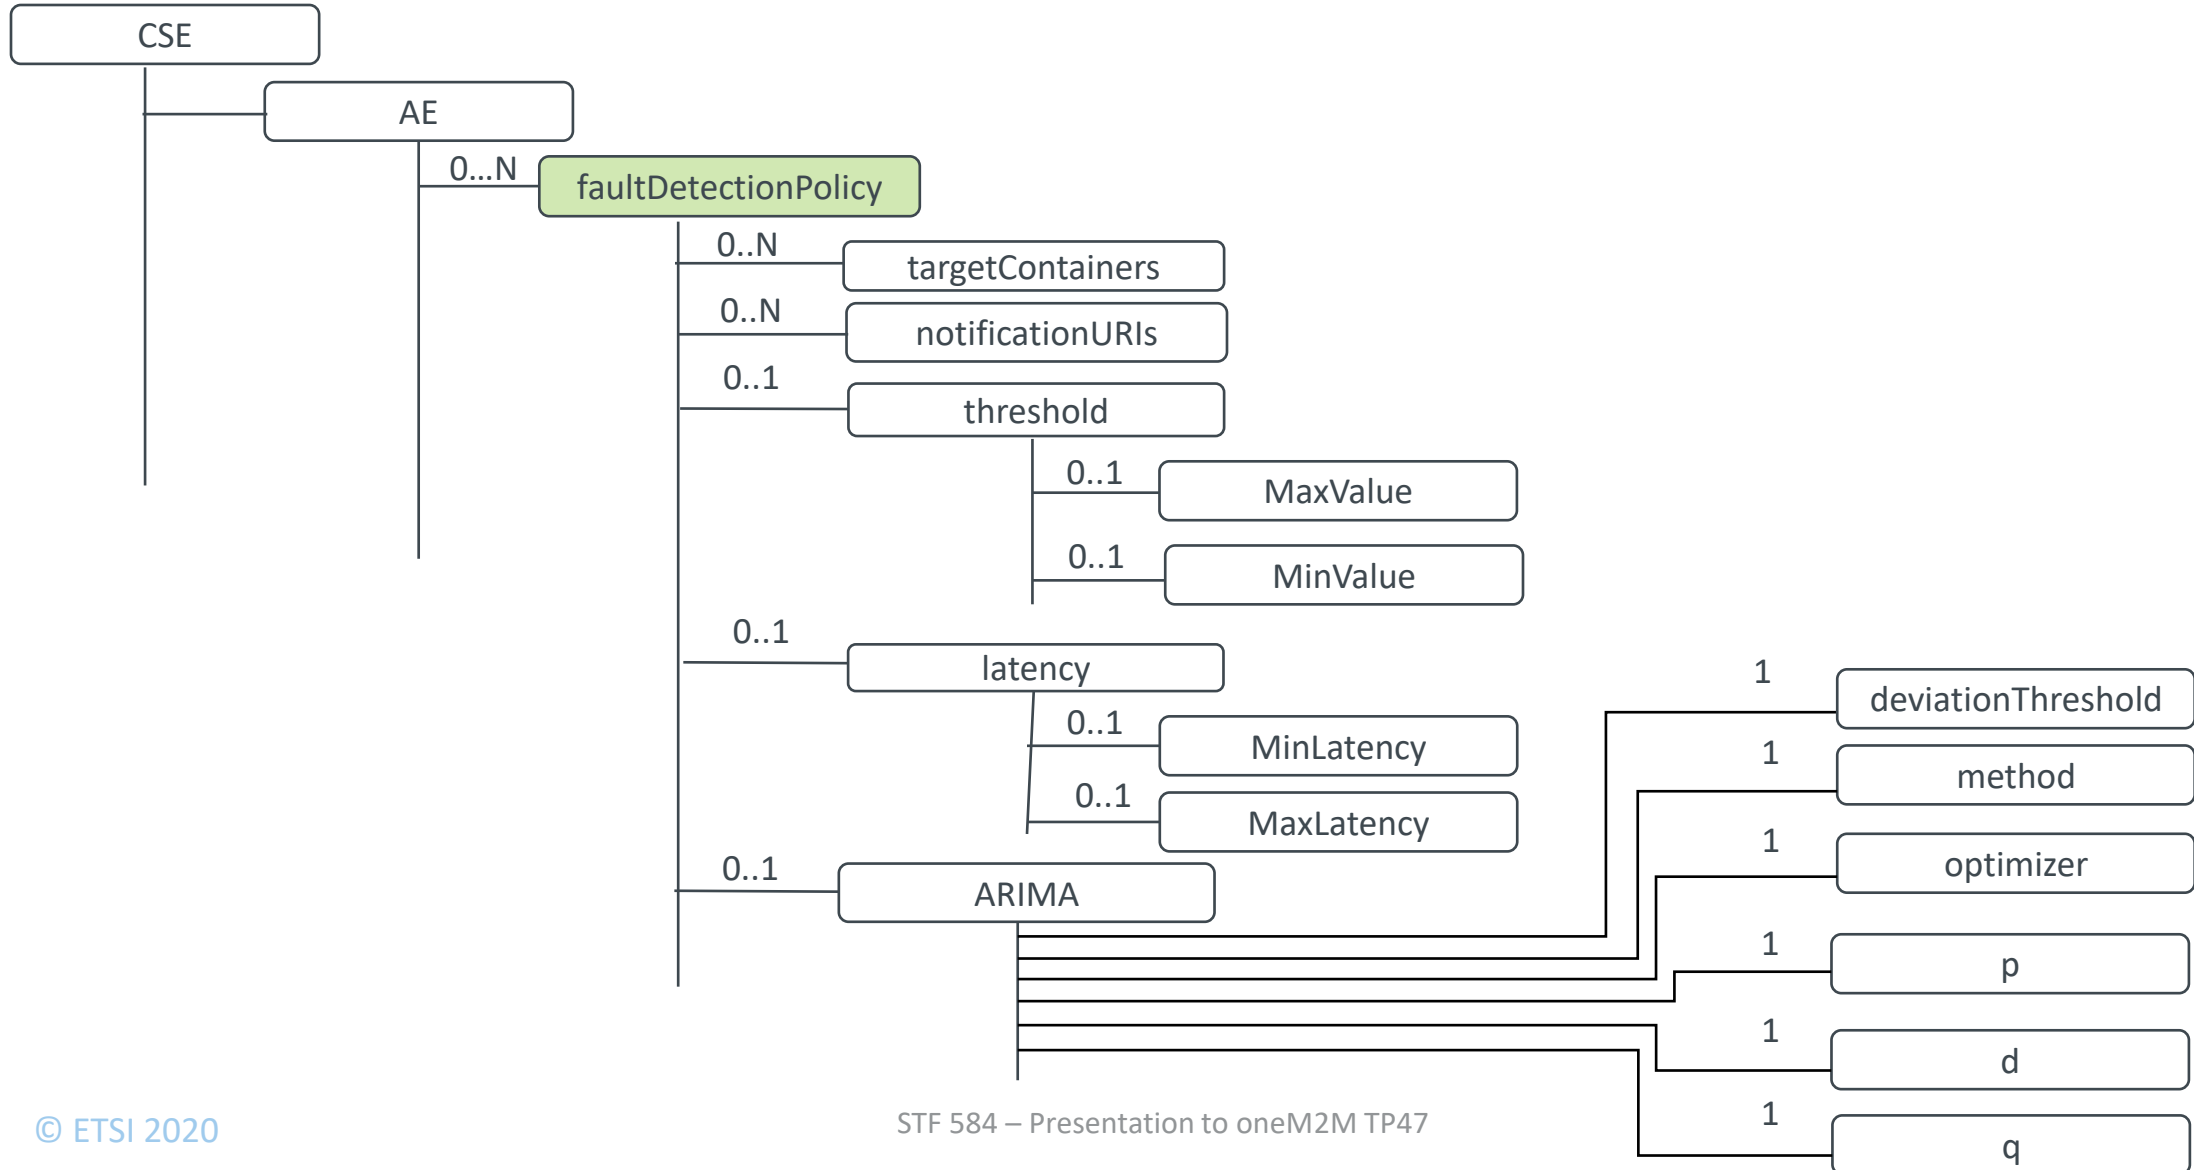 CSE
AE
0...N
faultDetectionPolicy
0..N
targetContainers
0..N
notificationURIs
0..1
threshold
0..1
MaxValue
0..1
MinValue
0..1
latency
0..1
MinLatency
0..1
MaxLatency
0..1
ARIMA
1
deviationThreshold
1
method
1
optimizer
1
p
1
d
1
q
© ETSI 2020
STF 584 – Presentation to oneM2M TP47